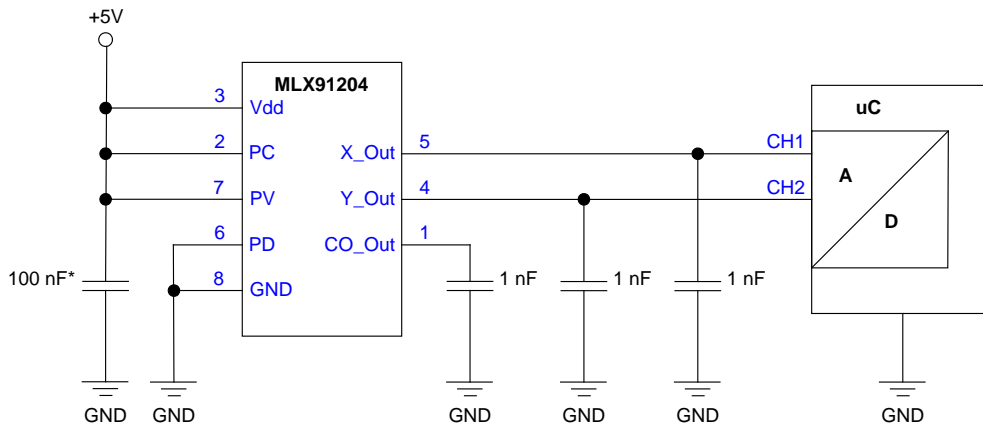 +5V
MLX91204
uC
3 Vdd
2 PC
X_Out 5
CH1
7 PV
Y_Out 4
CH2
A
D
6 PD
CO_Out 1
8 GND
100 nF*
1 nF
1 nF
1 nF
GND
GND
GND
GND
GND
GND